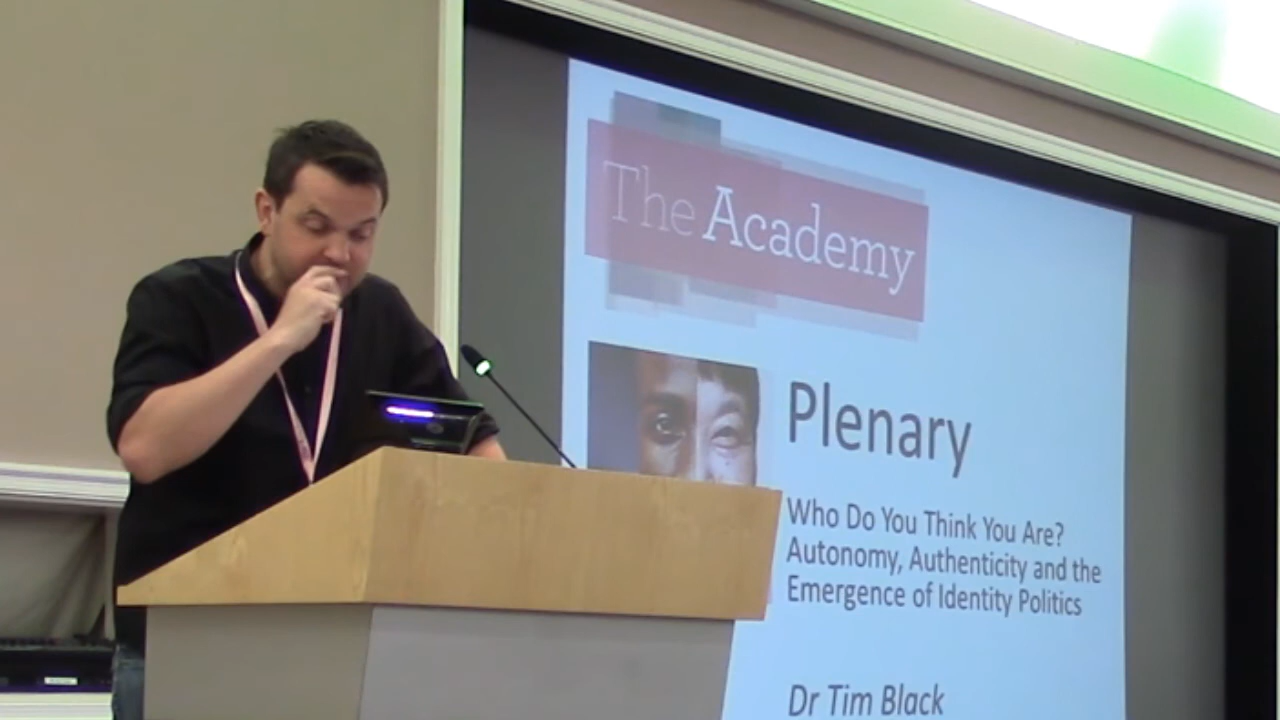 The Academy
Plenary
Who Do You Think You Are?
Autonomy, Authenticity and the
Emergence of Identity Politics
Dr Tim Black